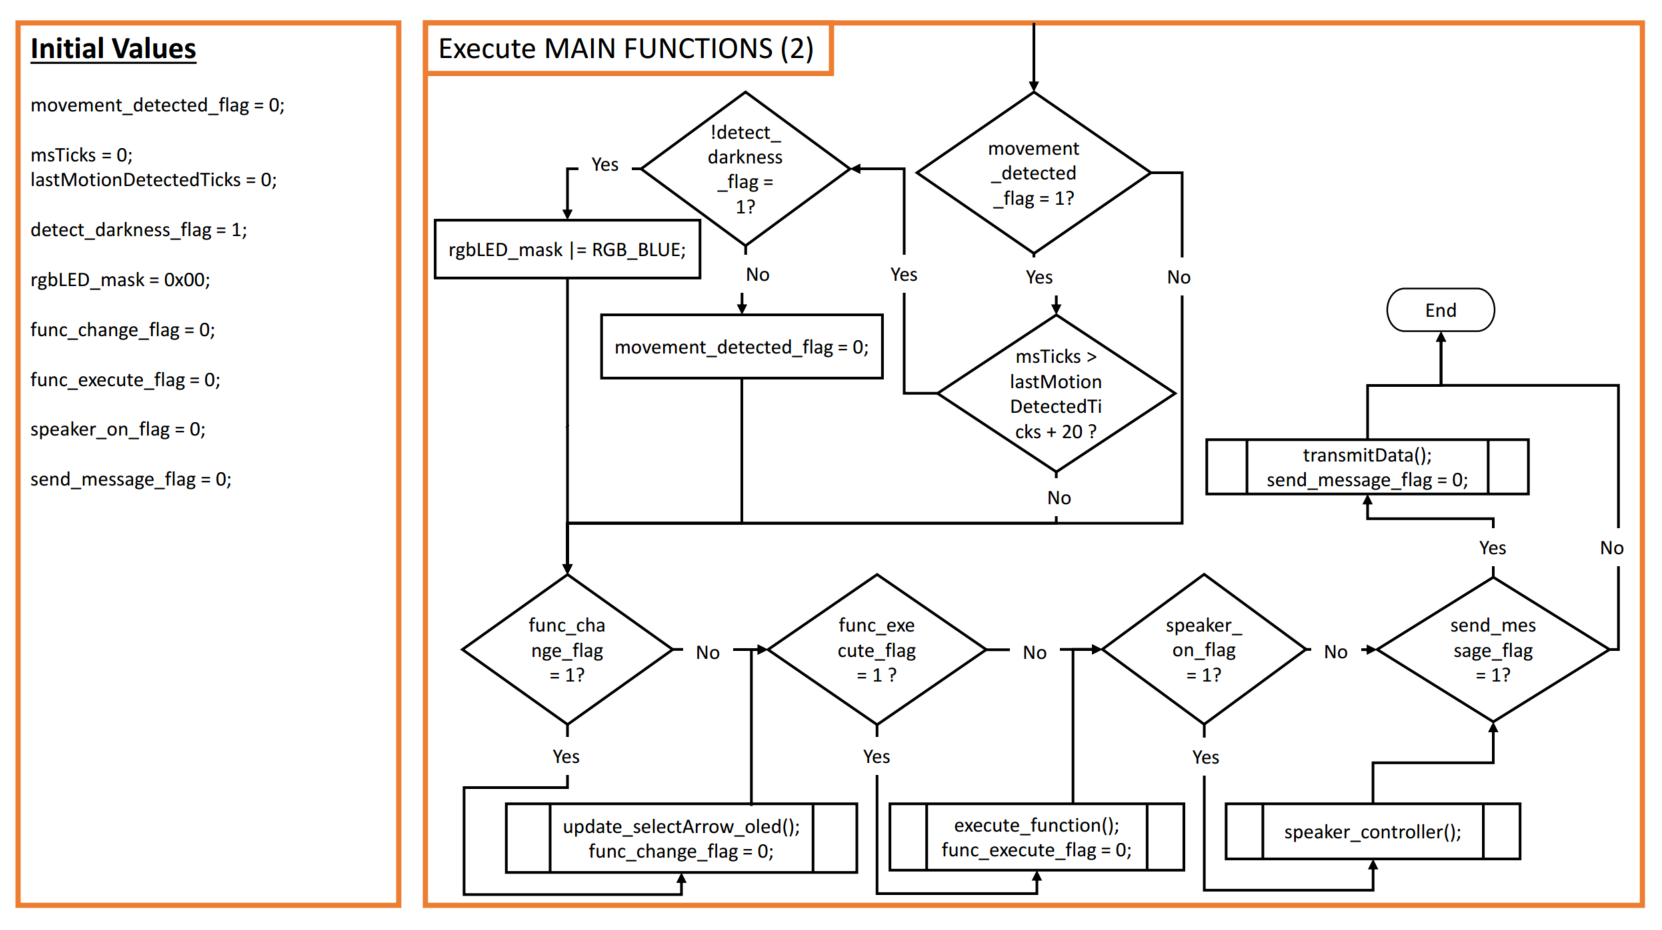 Initial Values
movement_detected_flag = 0;
msTicks = 0;
lastMotionDetectedTicks = 0;
detect_darkness_flag = 1;
rgbLED_mask = 0x00;
func_change_flag = 0;
func_execute_flag = 0;
speaker_on_flag = 0;
send_message_flag = 0;
Execute MAIN FUNCTIONS (2)
movement
_detected
_flag = 1?
Yes
No
!detect_
darkness
_flag =
1?
Yes
No
rgbLED_mask |= RGB_BLUE;
movement_detected_flag = 0;
msTicks >
lastMotion
DetectedTi
cks + 20 ?
Yes
No
func_cha
nge_flag
= 1?
No
Yes
update_selectArrow_oled();
func_change_flag = 0;
func_exe
cute_flag
= 1 ?
No
Yes
execute_function();
func_execute_flag = 0;
speaker_
on_flag
= 1?
No
Yes
speaker_controller();
send_mes
sage_flag
= 1?
Yes
No
transmitData();
send_message_flag = 0;
End